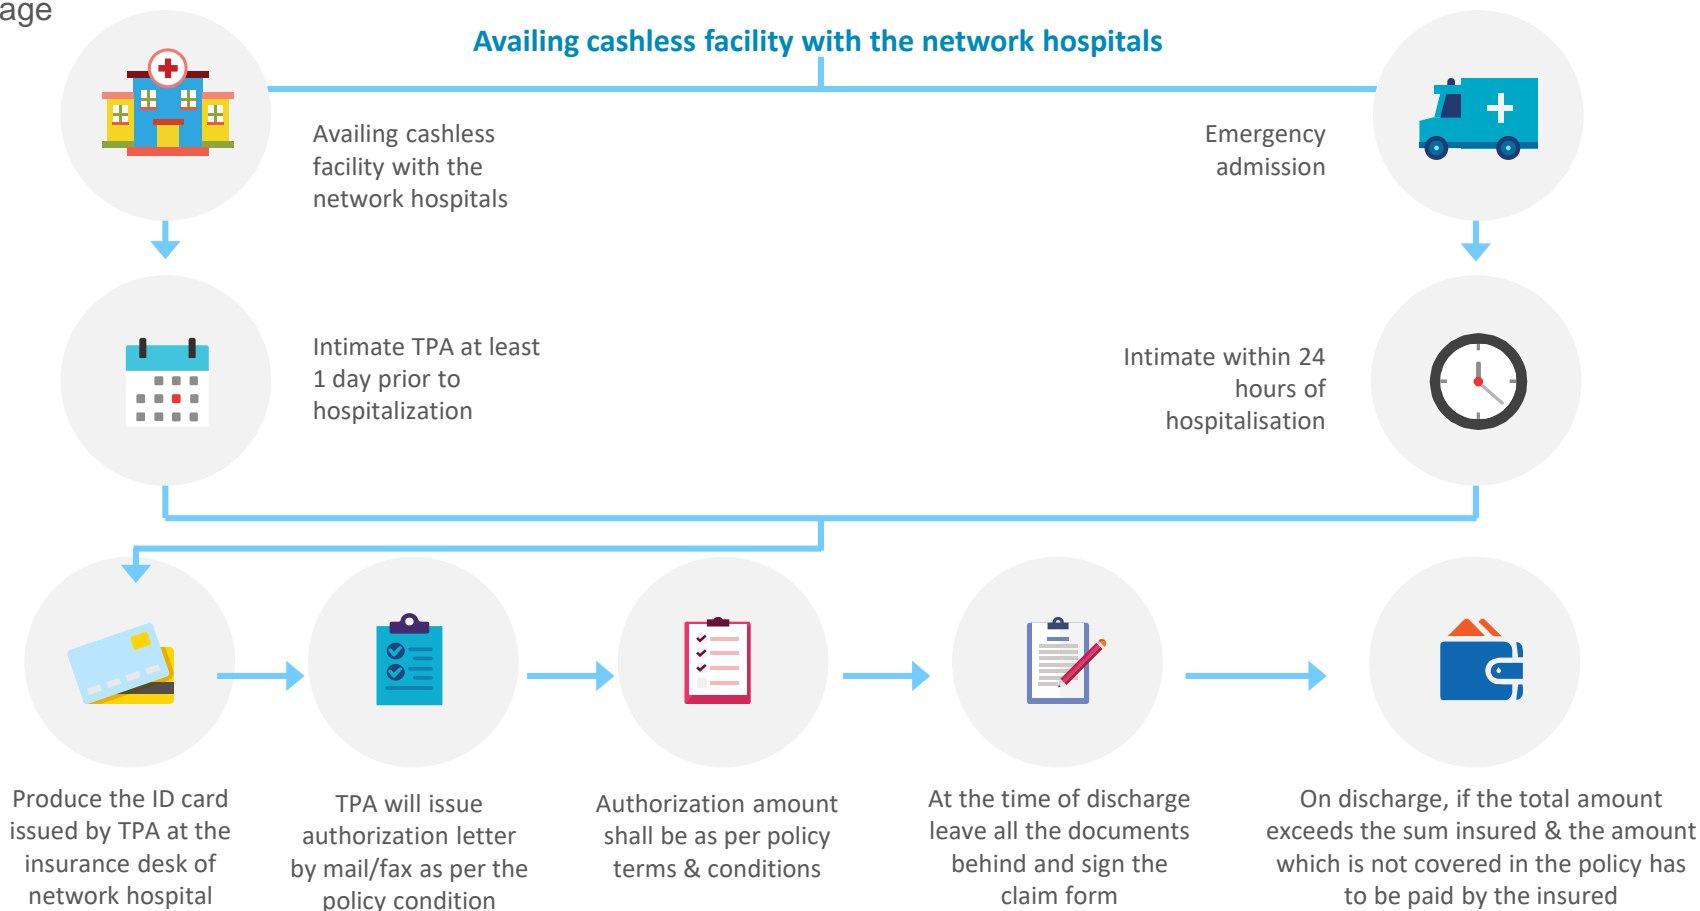 age
Availing cashless facility with the network hospitals
Availing cashless
facility with the
network hospitals
Emergency
admission
Intimate TPA at least
1 day prior to
hospitalization
Intimate within 24
hours of
hospitalisation
Produce the ID card
issued by TPA at the
insurance desk of
network hospital
TPA will issue
authorization letter
by mail/fax as per the
policy condition
Authorization amount
shall be as per policy
terms & conditions
At the time of discharge
leave all the documents
behind and sign the
claim form
On discharge, if the total amount
exceeds the sum insured & the amount
which is not covered in the policy has
to be paid by the insured